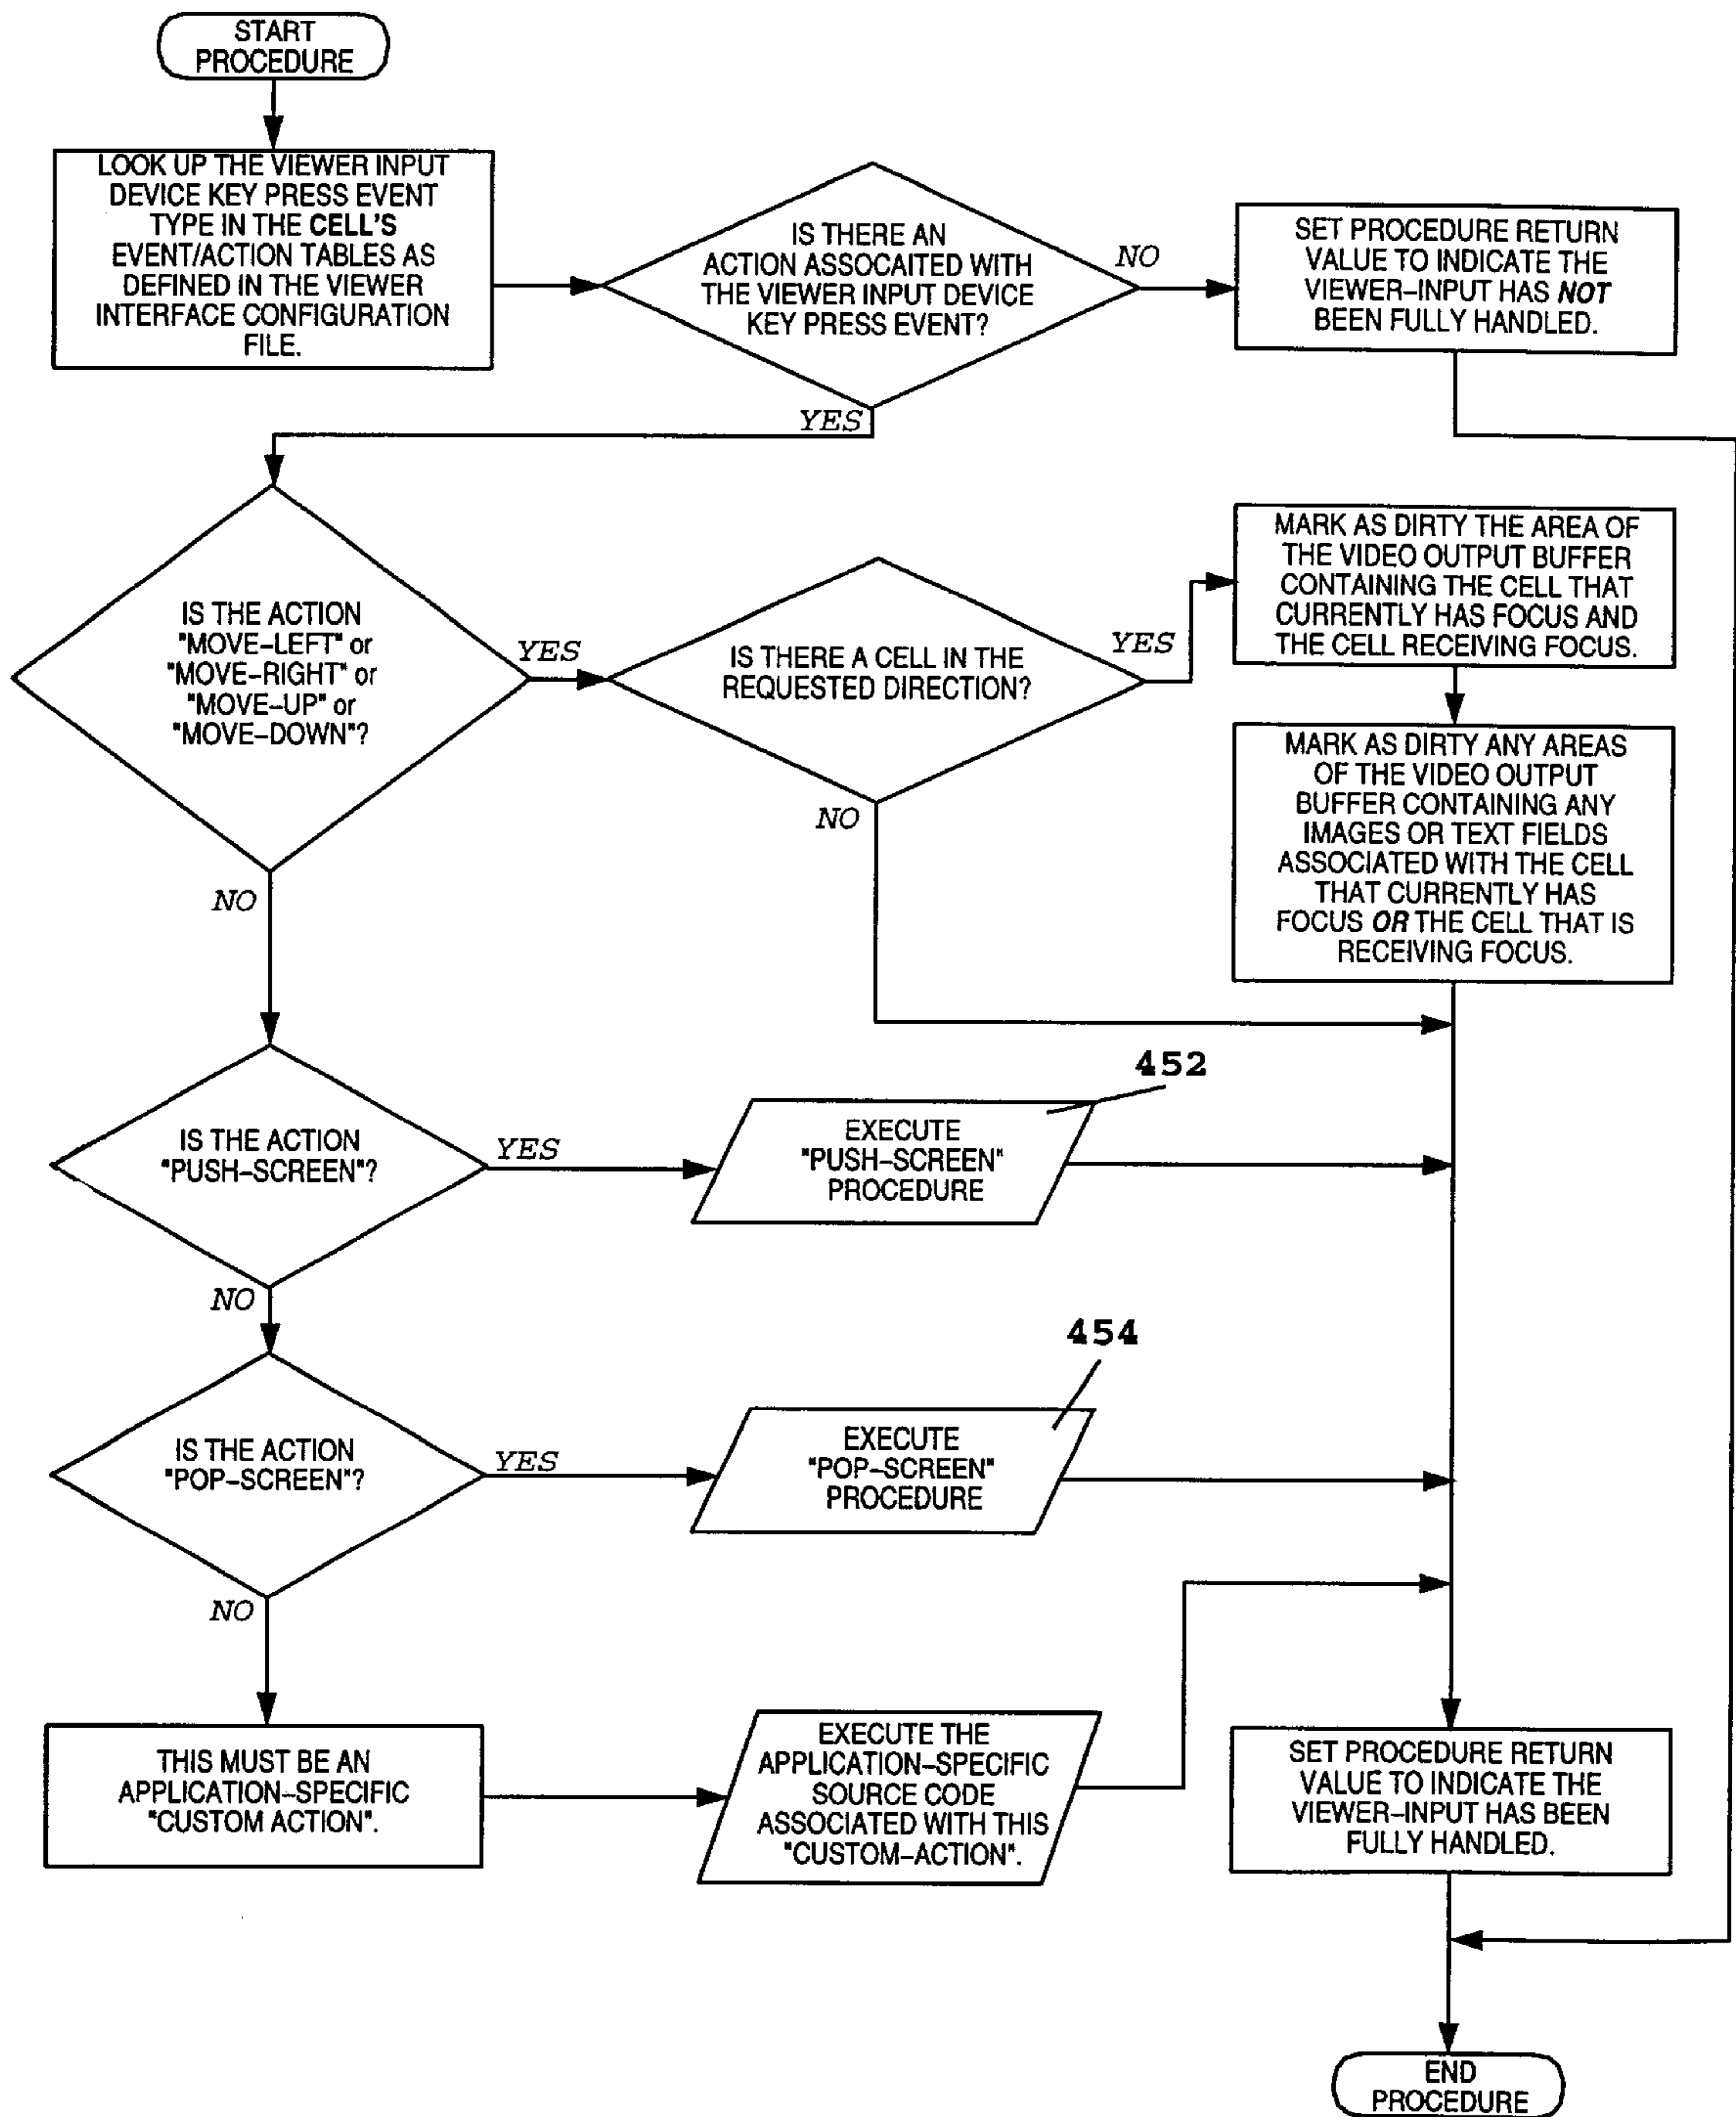 START
PROCEDURE
LOOK UP THE VIEWER INPUT
DEVICE KEY PRESS EVENT
TYPE IN THE CELL'S
EVENT/ACTION TABLES AS
DEFINED IN THE VIEWER
INTERFACE CONFIGURATION
FILE.
IS THERE AN
ACTION ASSOCAITED WITH
THE VIEWER INPUT DEVICE
KEY PRESS EVENT?
NO
SET PROCEDURE RETURN
VALUE TO INDICATE THE
VIEWER-INPUT HAS NOT
BEEN FULLY HANDLED.
YES
IS THE ACTION
"MOVE-LEFT" or
"MOVE-RIGHT" or
"MOVE-UP" or
"MOVE-DOWN"?
YES
IS THERE A CELL IN THE
REQUESTED DIRECTION?
YES
MARK AS DIRTY THE AREA OF
THE VIDEO OUTPUT BUFFER
CONTAINING THE CELL THAT
CURRENTLY HAS FOCUS AND
THE CELL RECEIVING FOCUS.
MARK AS DIRTY ANY AREAS
OF THE VIDEO OUTPUT
BUFFER CONTAINING ANY
IMAGES OR TEXT FIELDS
ASSOCIATED WITH THE CELL
THAT CURRENTLY HAS
FOCUS OR THE CELL THAT IS
RECEIVING FOCUS.
NO
NO
IS THE ACTION
"PUSH-SCREEN"?
YES
452
EXECUTE
"PUSH-SCREEN"
PROCEDURE
NO
IS THE ACTION
"POP-SCREEN"?
YES
454
EXECUTE
"POP-SCREEN"
PROCEDURE
NO
THIS MUST BE AN
APPLICATION-SPECIFIC
"CUSTOM ACTION".
EXECUTE THE
APPLICATION-SPECIFIC
SOURCE CODE
ASSOCIATED WITH THIS
"CUSTOM-ACTION".
SET PROCEDURE RETURN
VALUE TO INDICATE THE
VIEWER-INPUT HAS BEEN
FULLY HANDLED.
END
PROCEDURE